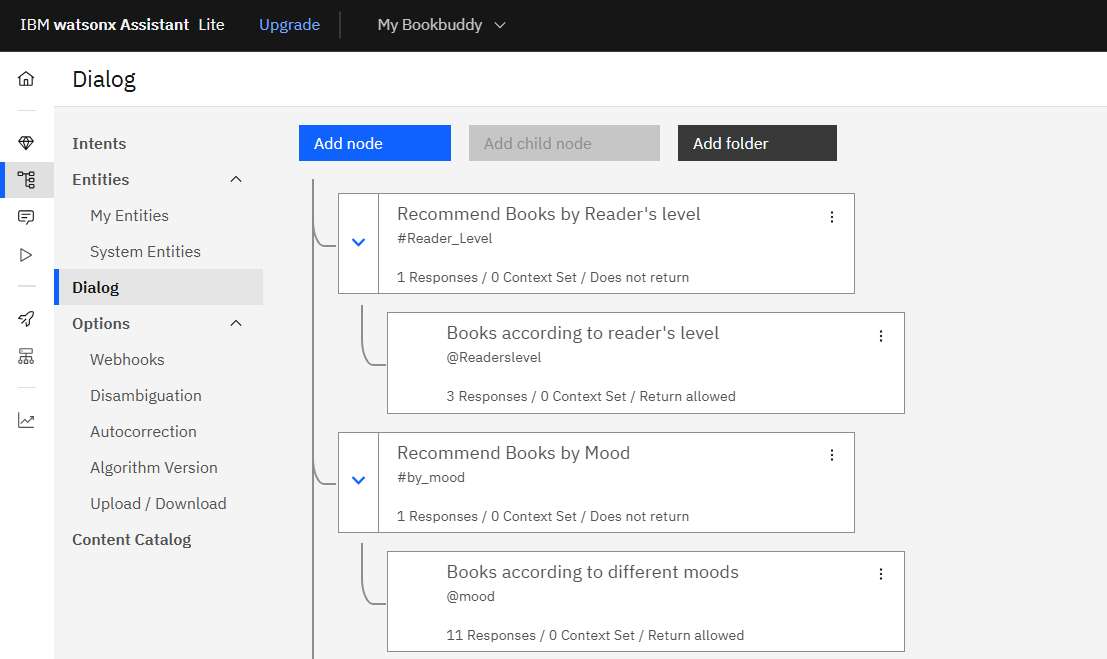 IBM watsonx Assistant Lite Upgrade My Bookbuddy
Dialog
Intents
Entities
My Entities
System Entities
Dialog
Options
Webhooks
Disambiguation
Autocorrection
Algorithm Version
Upload / Download
Content Catalog
Add node Add child node Add folder
Recommend Books by Reader's level
#Reader_Level
1 Responses / 0 Context Set / Does not return
Books according to reader's level
@Readerslevel
3 Responses / 0 Context Set / Return allowed
Recommend Books by Mood
#by_mood
1 Responses / 0 Context Set / Does not return
Books according to different moods
@mood
11 Responses / 0 Context Set / Return allowed